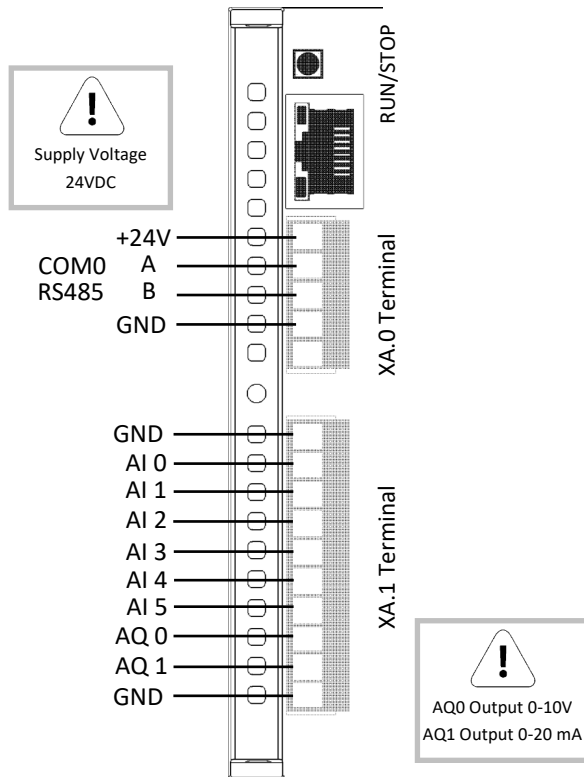 RUN/STOP
!
Supply Voltage
24VDC
+24V
COM0 A
RS485 B
GND
XA.0 Terminal
GND
AI 0
AI 1
AI 2
AI 3
AI 4
AI 5
AQ 0
AQ 1
GND
XA.1 Terminal
!
AQ0 Output 0-10V
AQ1 Output 0-20 mA